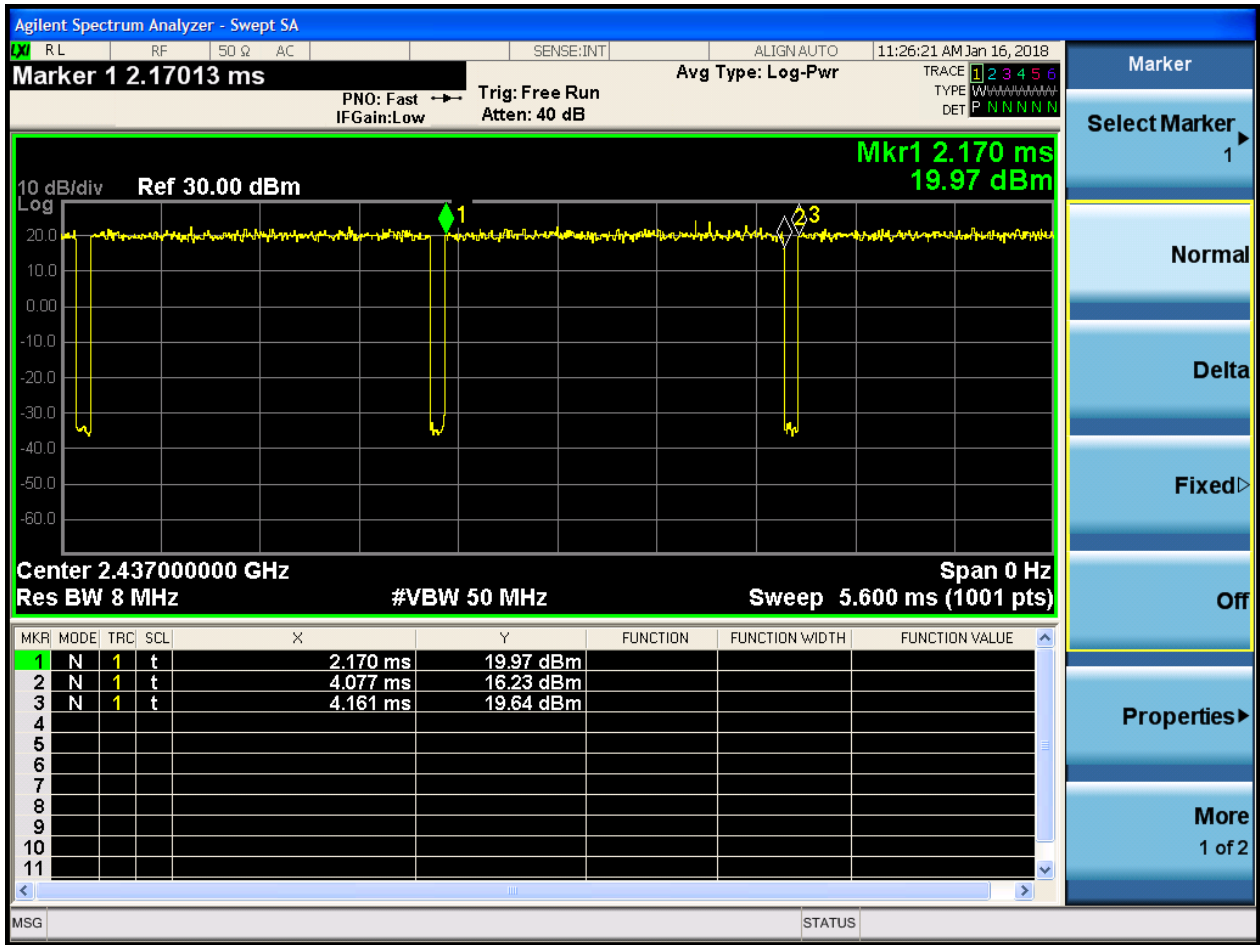 Agilent Spectrum Analyzer - Swept SA
LXI RL RF 50 Ω AC SENSE:INT ALIGN AUTO 11:26:21 AM Jan 16, 2018
Marker 1 2.17013 ms
PNO: Fast
IFGain:Low
Trig: Free Run
Atten: 40 dB
Avg Type: Log-Pwr
TRACE 1 2 3 4 5 6
TYPE
DET P N N N N N
Mkr1 2.170 ms
19.97 dBm
10 dB/div Ref 30.00 dBm
Log
20.0
10.0
0.00
-10.0
-20.0
-30.0
-40.0
-50.0
-60.0
1
2
3
Center 2.437000000 GHz Span 0 Hz
Res BW 8 MHz #VBW 50 MHz Sweep 5.600 ms (1001 pts)
MKR MODE TRC SCL X Y FUNCTION FUNCTION WIDTH FUNCTION VALUE
1 N 1 t 2.170 ms 19.97 dBm
2 N 1 t 4.077 ms 16.23 dBm
3 N 1 t 4.161 ms 19.64 dBm
4
5
6
7
8
9
10
11
MSG STATUS
Marker
Select Marker
1
Normal
Delta
Fixed
Off
Properties
More
1 of 2